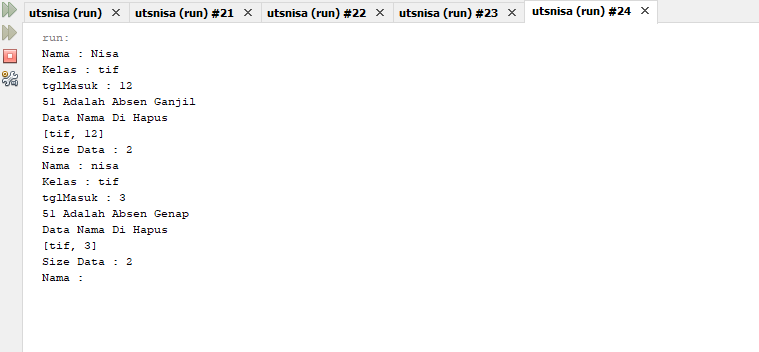 utsnisa (run) utsnisa (run) #21 utsnisa (run) #22 utsnisa (run) #23 utsnisa (run) #24
run:
Nama : Nisa
Kelas : tif
tglMasuk : 12
51 Adalah Absen Ganjil
Data Nama Di Hapus
[tif, 12]
Size Data : 2
Nama : nisa
Kelas : tif
tglMasuk : 3
51 Adalah Absen Genap
Data Nama Di Hapus
[tif, 3]
Size Data : 2
Nama :